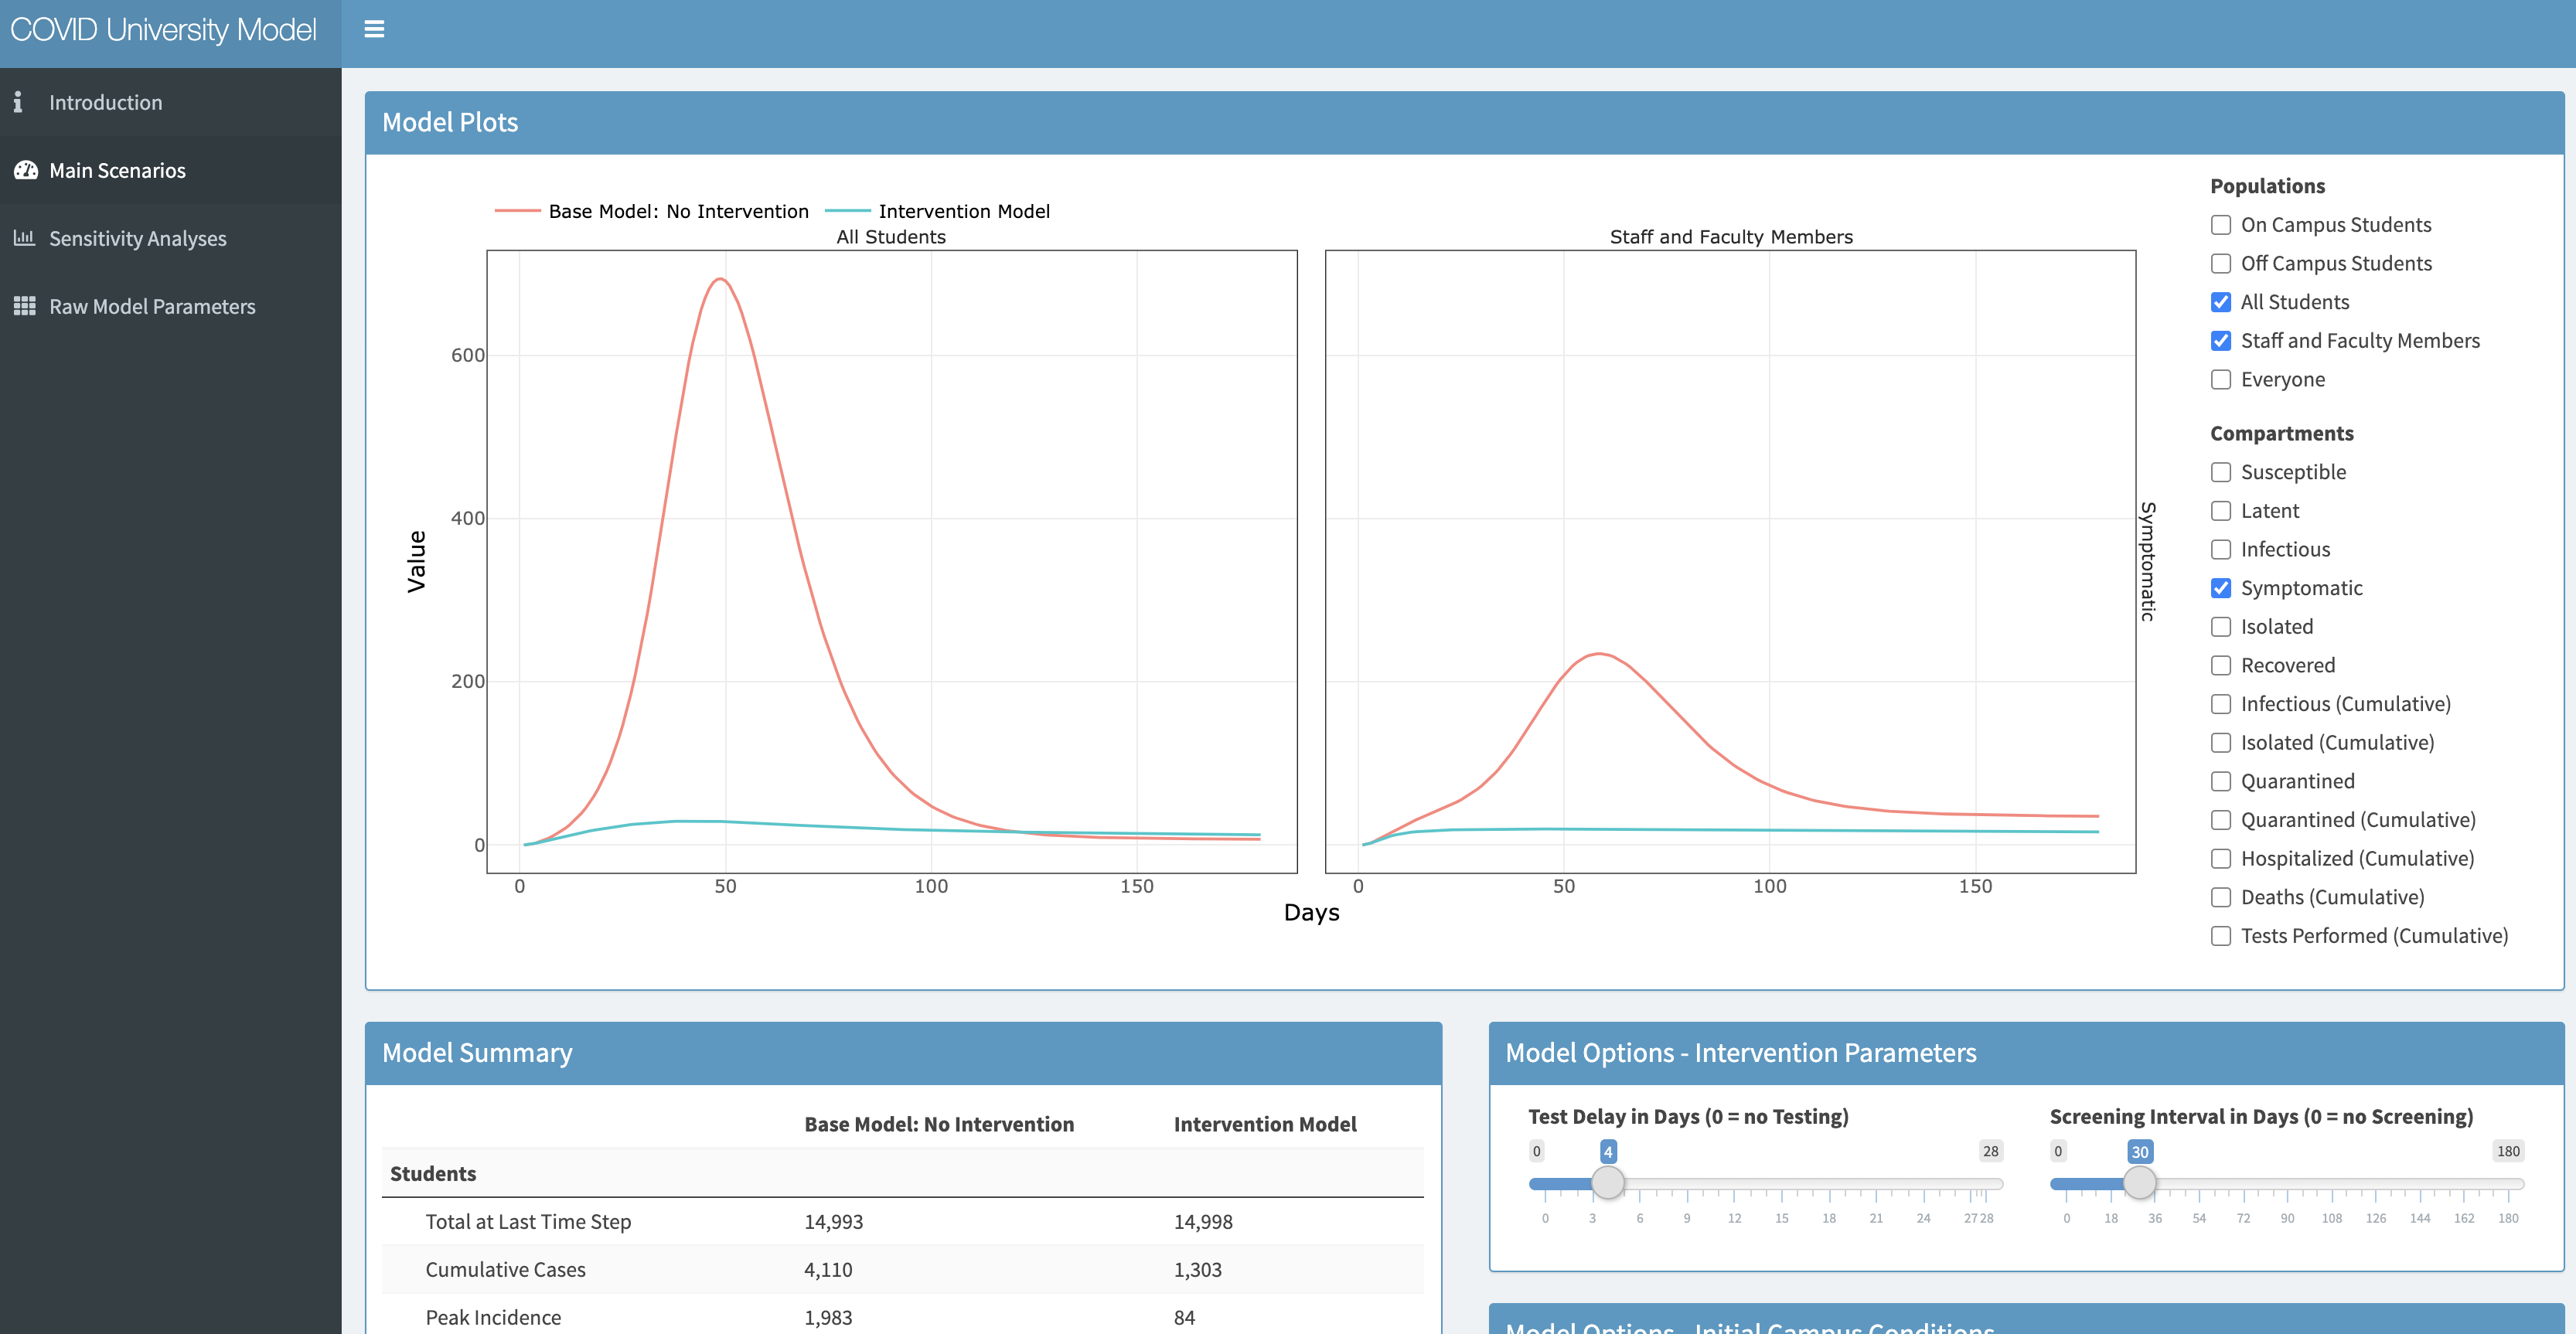 COVID University Model
Introduction
Main Scenarios
Sensitivity Analyses
Raw Model Parameters
Model Plots
Base Model: No Intervention Intervention Model
All Students
Staff and Faculty Members
Value
600
400
200
0
0 50 100 150
0 50 100 150
Days
Symptomatic
Populations
On Campus Students
Off Campus Students
All Students
Staff and Faculty Members
Everyone
Compartments
Susceptible
Latent
Infectious
Symptomatic
Isolated
Recovered
Infectious (Cumulative)
Isolated (Cumulative)
Quarantined
Quarantined (Cumulative)
Hospitalized (Cumulative)
Deaths (Cumulative)
Tests Performed (Cumulative)
Model Summary
Base Model: No Intervention Intervention Model
Students
Total at Last Time Step 14,993 14,998
Cumulative Cases 4,110 1,303
Peak Incidence 1,983 84
Model Options - Intervention Parameters
Test Delay in Days (0 = no Testing)
0 4 28
0 3 6 9 12 15 18 21 24 27 28
Screening Interval in Days (0 = no Screening)
0 30 180
0 18 36 54 72 90 108 126 144 162 180
Model Options - Initial Campus Conditions